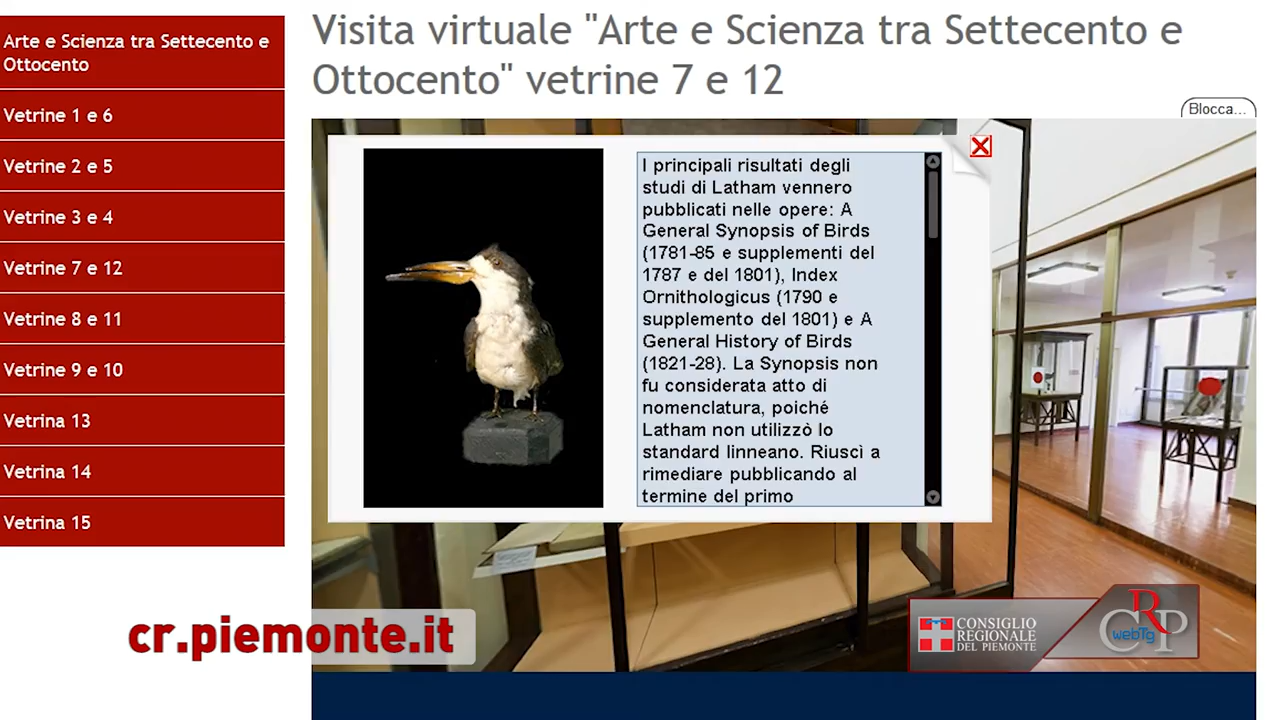 Arte e Scienza tra Settecento e
Ottocento
Vetrine 1 e 6
Vetrine 2 e 5
Vetrine 3 e 4
Vetrine 7 e 12
Vetrine 8 e 11
Vetrine 9 e 10
Vetrina 13
Vetrina 14
Vetrina 15
Visita virtuale "Arte e Scienza tra Settecento e
Ottocento" vetrine 7 e 12
Blocca...
I principali risultati degli
studi di Latham vennero
pubblicati nelle opere: A
General Synopsis of Birds
(1781-85 e supplementi del
1787 e del 1801), Index
Ornithologicus (1790 e
supplemento del 1801) e A
General History of Birds
(1821-28). La Synopsis non
fu considerata atto di
nomenclatura, poiché
Latham non utilizzò lo
standard linneano. Riuscì a
rimediare pubblicando al
termine del primo
cr.piemonte.it
CONSIGLIO
REGIONALE
DEL PIEMONTE
CRP
webTg